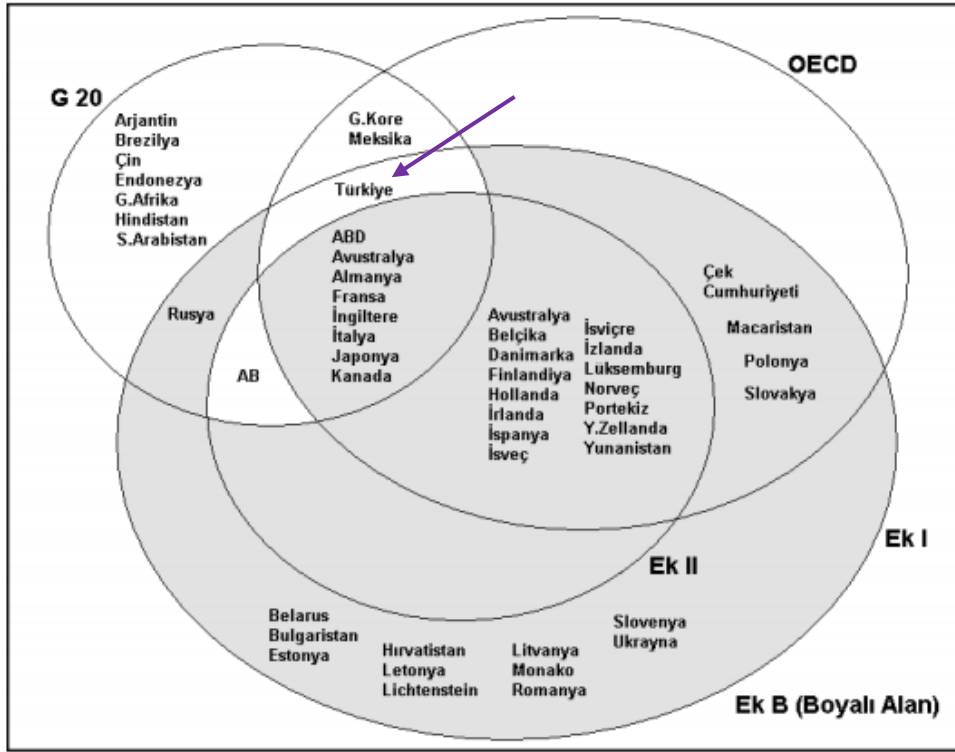 G 20
Arjantin
Brezilya
Çin
Endonezya
G.Afrika
Hindistan
S.Arabistan
G.Kore
Meksika
OECD
Türkiye
ABD
Avustralya
Almanya
Fransa
İngiltere
İtalya
Japonya
Kanada
Rusya
AB
Avustralya
Belçika
Danimarka
Finlandiya
Hollanda
İrlanda
İspanya
İsveç
İsviçre
İzlanda
Lüksemburg
Norveç
Portekiz
Y.Zellanda
Yunanistan
Çek
Cumhuriyeti
Macaristan
Polonya
Slovakya
Ek I
Ek II
Belarus
Bulgaristan
Estonya
Hırvatistan
Letonya
Lichtenstein
Litvanya
Monako
Romanya
Slovenya
Ukrayna
Ek B (Boyalı Alan)